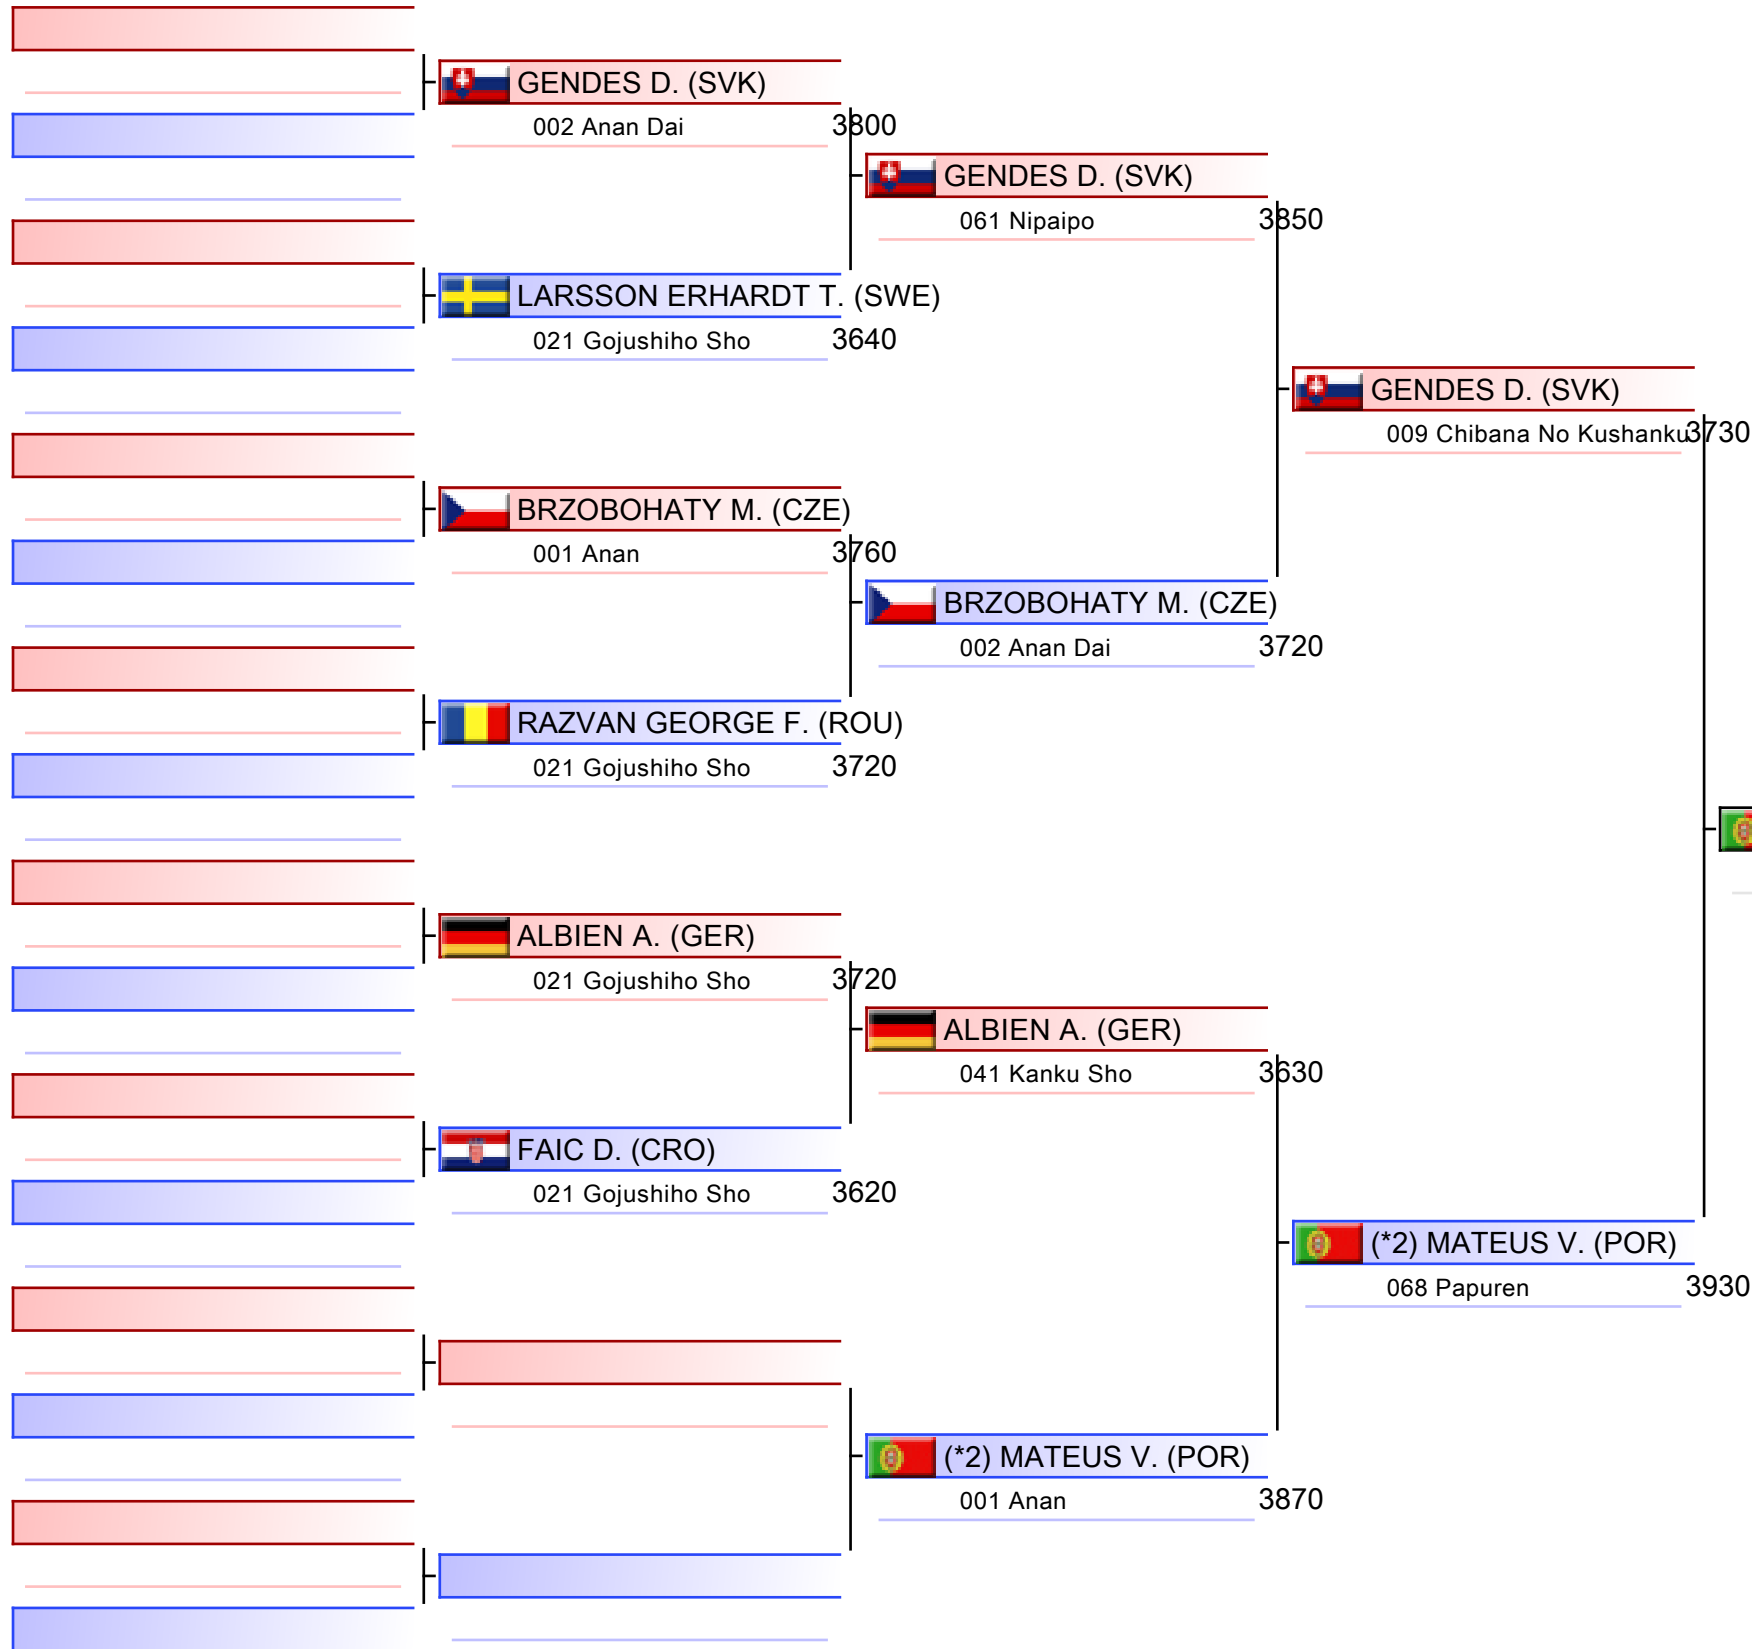 GENDES D. (SVK)
002 Anan Dai 3800
GENDES D. (SVK)
061 Nipaipo 3850
LARSSON ERHARDT T. (SWE)
021 Gojushiho Sho 3640
GENDES D. (SVK)
009 Chibana No Kushanku 3730
BRZOBOHATY M. (CZE)
001 Anan 3760
BRZOBOHATY M. (CZE)
002 Anan Dai 3720
RAZVAN GEORGE F. (ROU)
021 Gojushiho Sho 3720
ALBIEN A. (GER)
021 Gojushiho Sho 3720
ALBIEN A. (GER)
041 Kanku Sho 3630
FAIC D. (CRO)
021 Gojushiho Sho 3620
(*2) MATEUS V. (POR)
068 Papuren 3930
(*2) MATEUS V. (POR)
001 Anan 3870